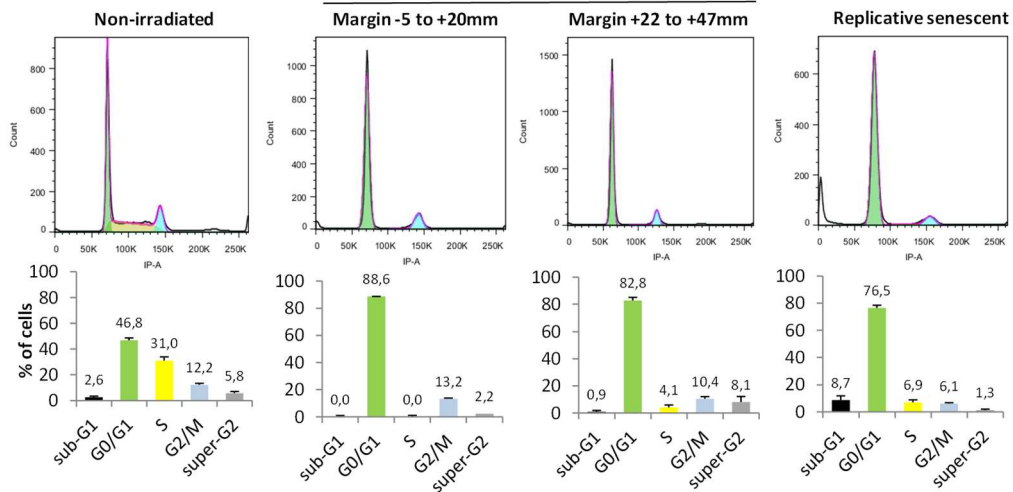 Non-irradiated
Margin -5 to +20mm
Margin +22 to +47mm
Replicative senescent
Count
800
600
400
200
0
0 50K 100K 150K 200K 250K
IP-A
Count
1000
800
600
400
200
0
0 50K 100K 150K 200K 250K
IP-A
Count
1500
1000
500
0
0 50K 100K 150K 200K 250K
IP-A
Count
600
400
200
0
0 50K 100K 150K 200K 250K
IP-A
% of cells
100
80
60
40
20
0
2,6
46,8
31,0
12,2
5,8
sub-G1
G0/G1
S
G2/M
super-G2
100
80
60
40
20
0
0,0
88,6
0,0
13,2
2,2
sub-G1
G0/G1
S
G2/M
super-G2
100
80
60
40
20
0
0,9
82,8
4,1
10,4
8,1
sub-G1
G0/G1
S
G2/M
super-G2
100
80
60
40
20
0
8,7
76,5
6,9
6,1
1,3
sub-G1
G0/G1
S
G2/M
super-G2